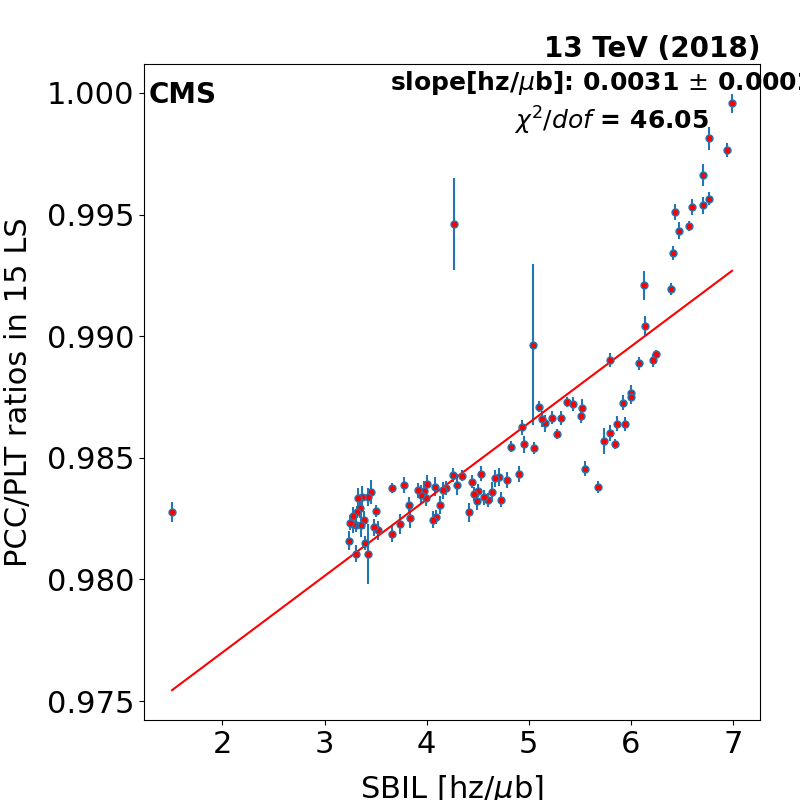 13 TeV (2018)
CMS
slope[hz/μb]: 0.0031 ± 0.000
χ²/dof = 46.05
PCC/PLT ratios in 15 LS
1.000
0.995
0.990
0.985
0.980
0.975
2 3 4 5 6 7
SBIL [hz/μb]